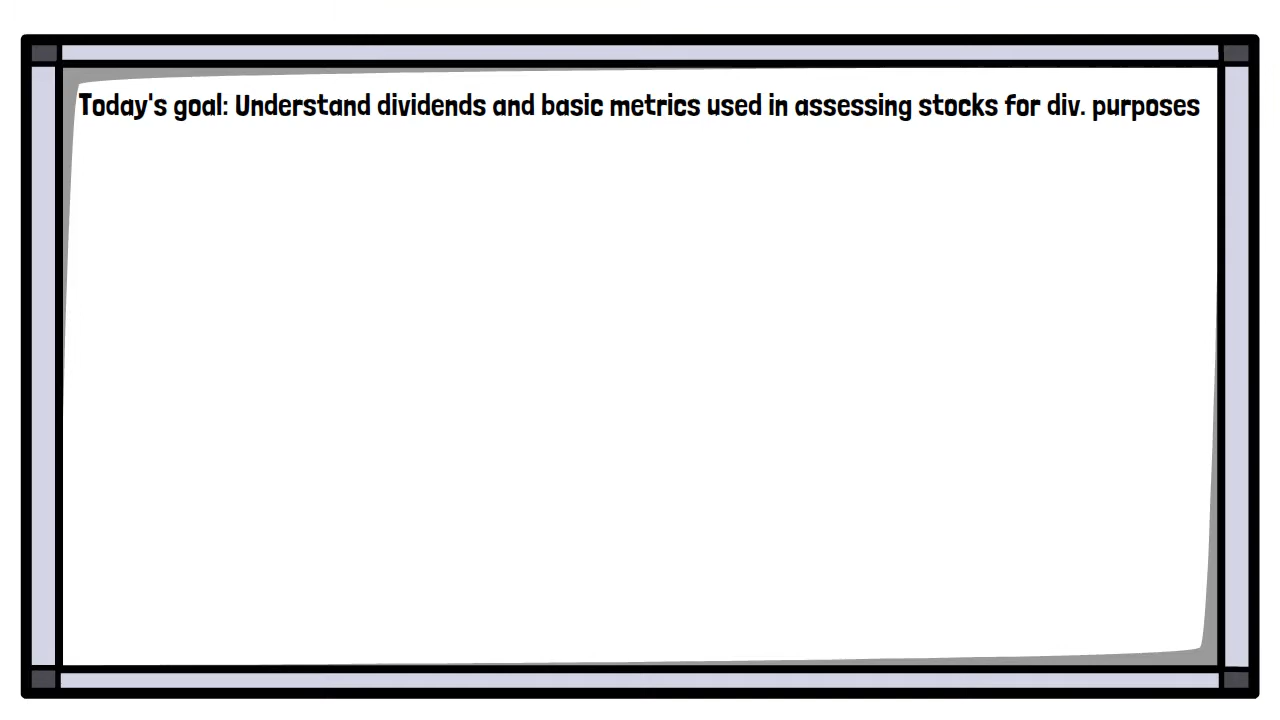 Today's goal: Understand dividends and basic metrics used in assessing stocks for div. purposes